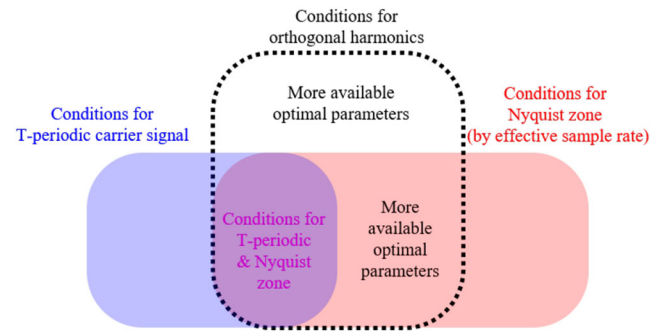 Conditions for
orthogonal harmonics
More available
optimal parameters
Conditions for
T-periodic carrier signal
Conditions for
Nyquist zone
(by effective sample rate)
Conditions for
T-periodic
& Nyquist
zone
More
available
optimal
parameters